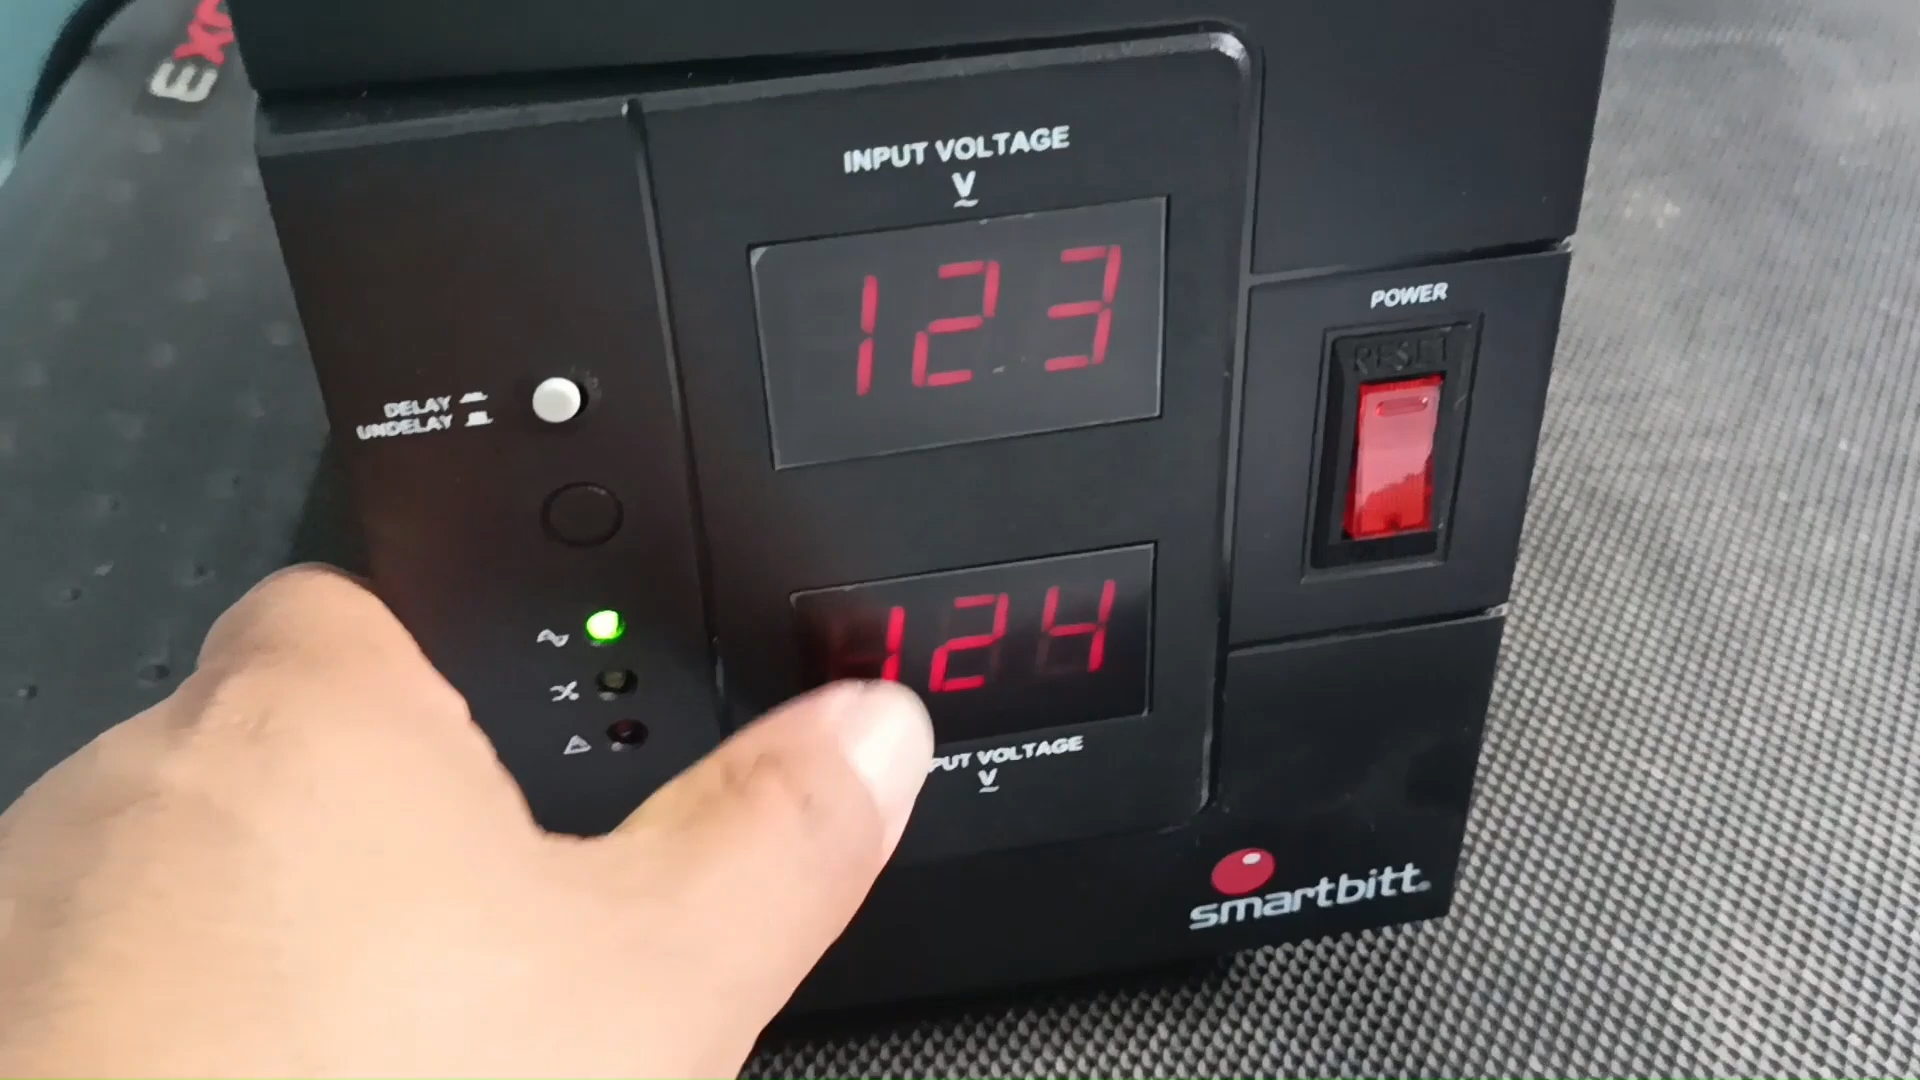 INPUT VOLTAGE
V
123
POWER
RESET
DELAY
UNDELAY
124
PUT VOLTAGE
V
smartbitt